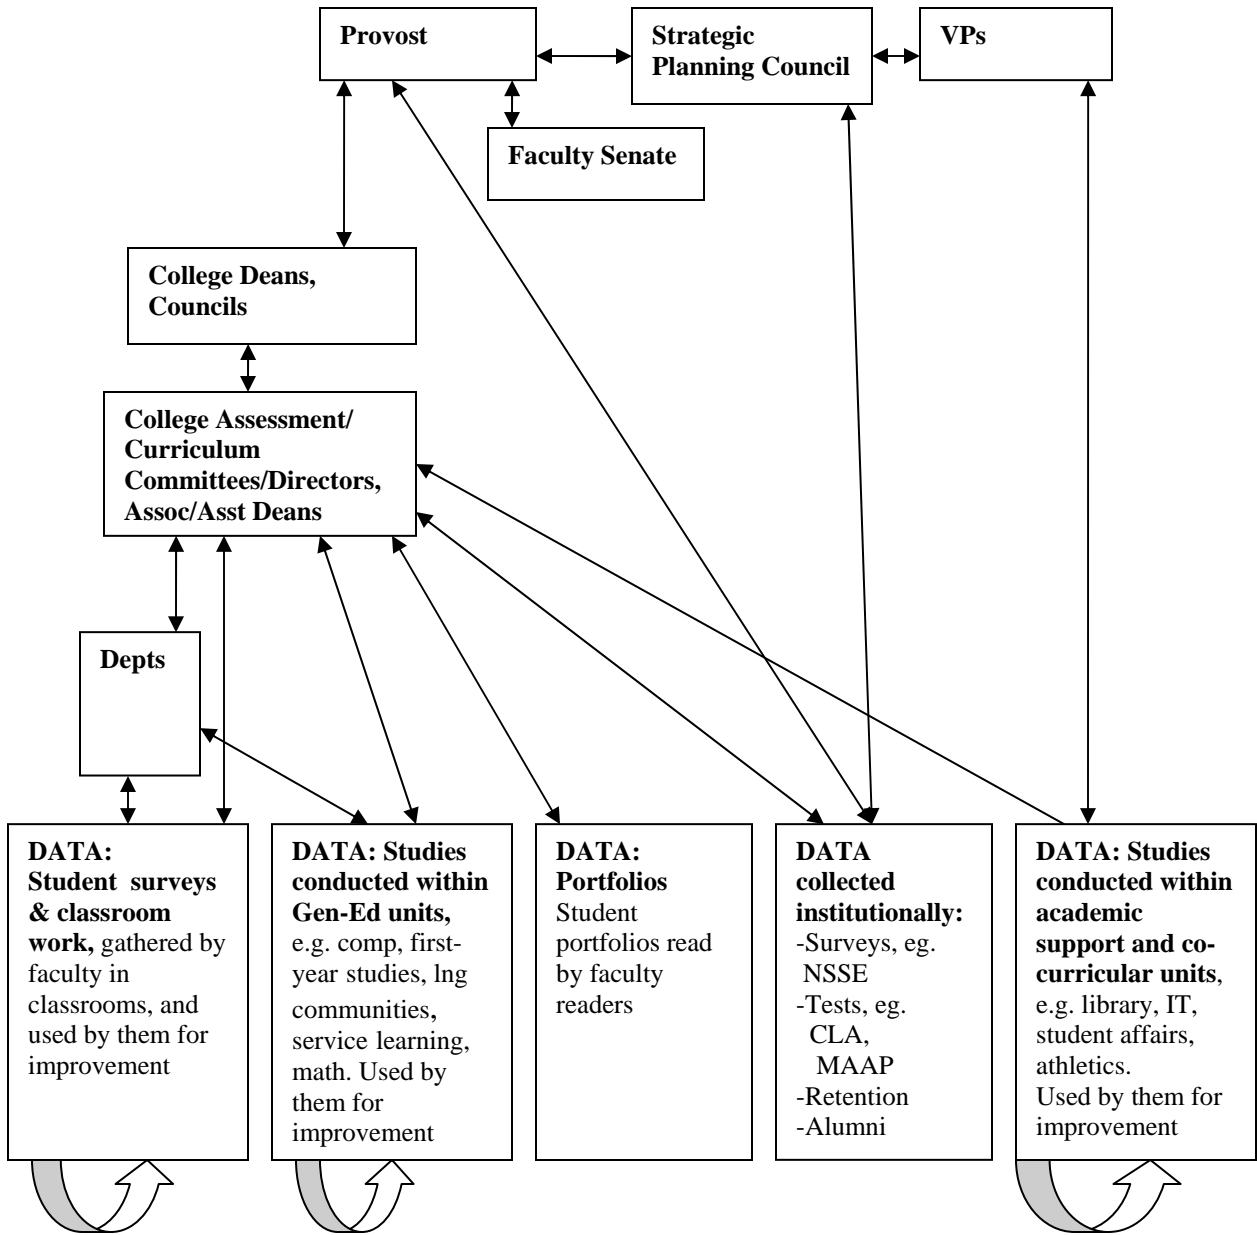 Provost
Strategic
Planning Council
VPs
Faculty Senate
College Deans,
Councils
College Assessment/
Curriculum
Committees/Directors,
Assoc/Asst Deans
Depts
DATA:
Student surveys
& classroom
work, gathered by
faculty in
classrooms, and
used by them for
improvement
DATA: Studies
conducted within
Gen-Ed units,
e.g. comp, first-
year studies, lng
communities,
service learning,
math. Used by
them for
improvement
DATA:
Portfolios
Student
portfolios read
by faculty
readers
DATA
collected
institutionally:
-Surveys, eg.
NSSE
-Tests, eg.
CLA,
MAAP
-Retention
-Alumni
DATA: Studies
conducted within
academic
support and co-
curricular units,
e.g. library, IT,
student affairs,
athletics.
Used by them for
improvement